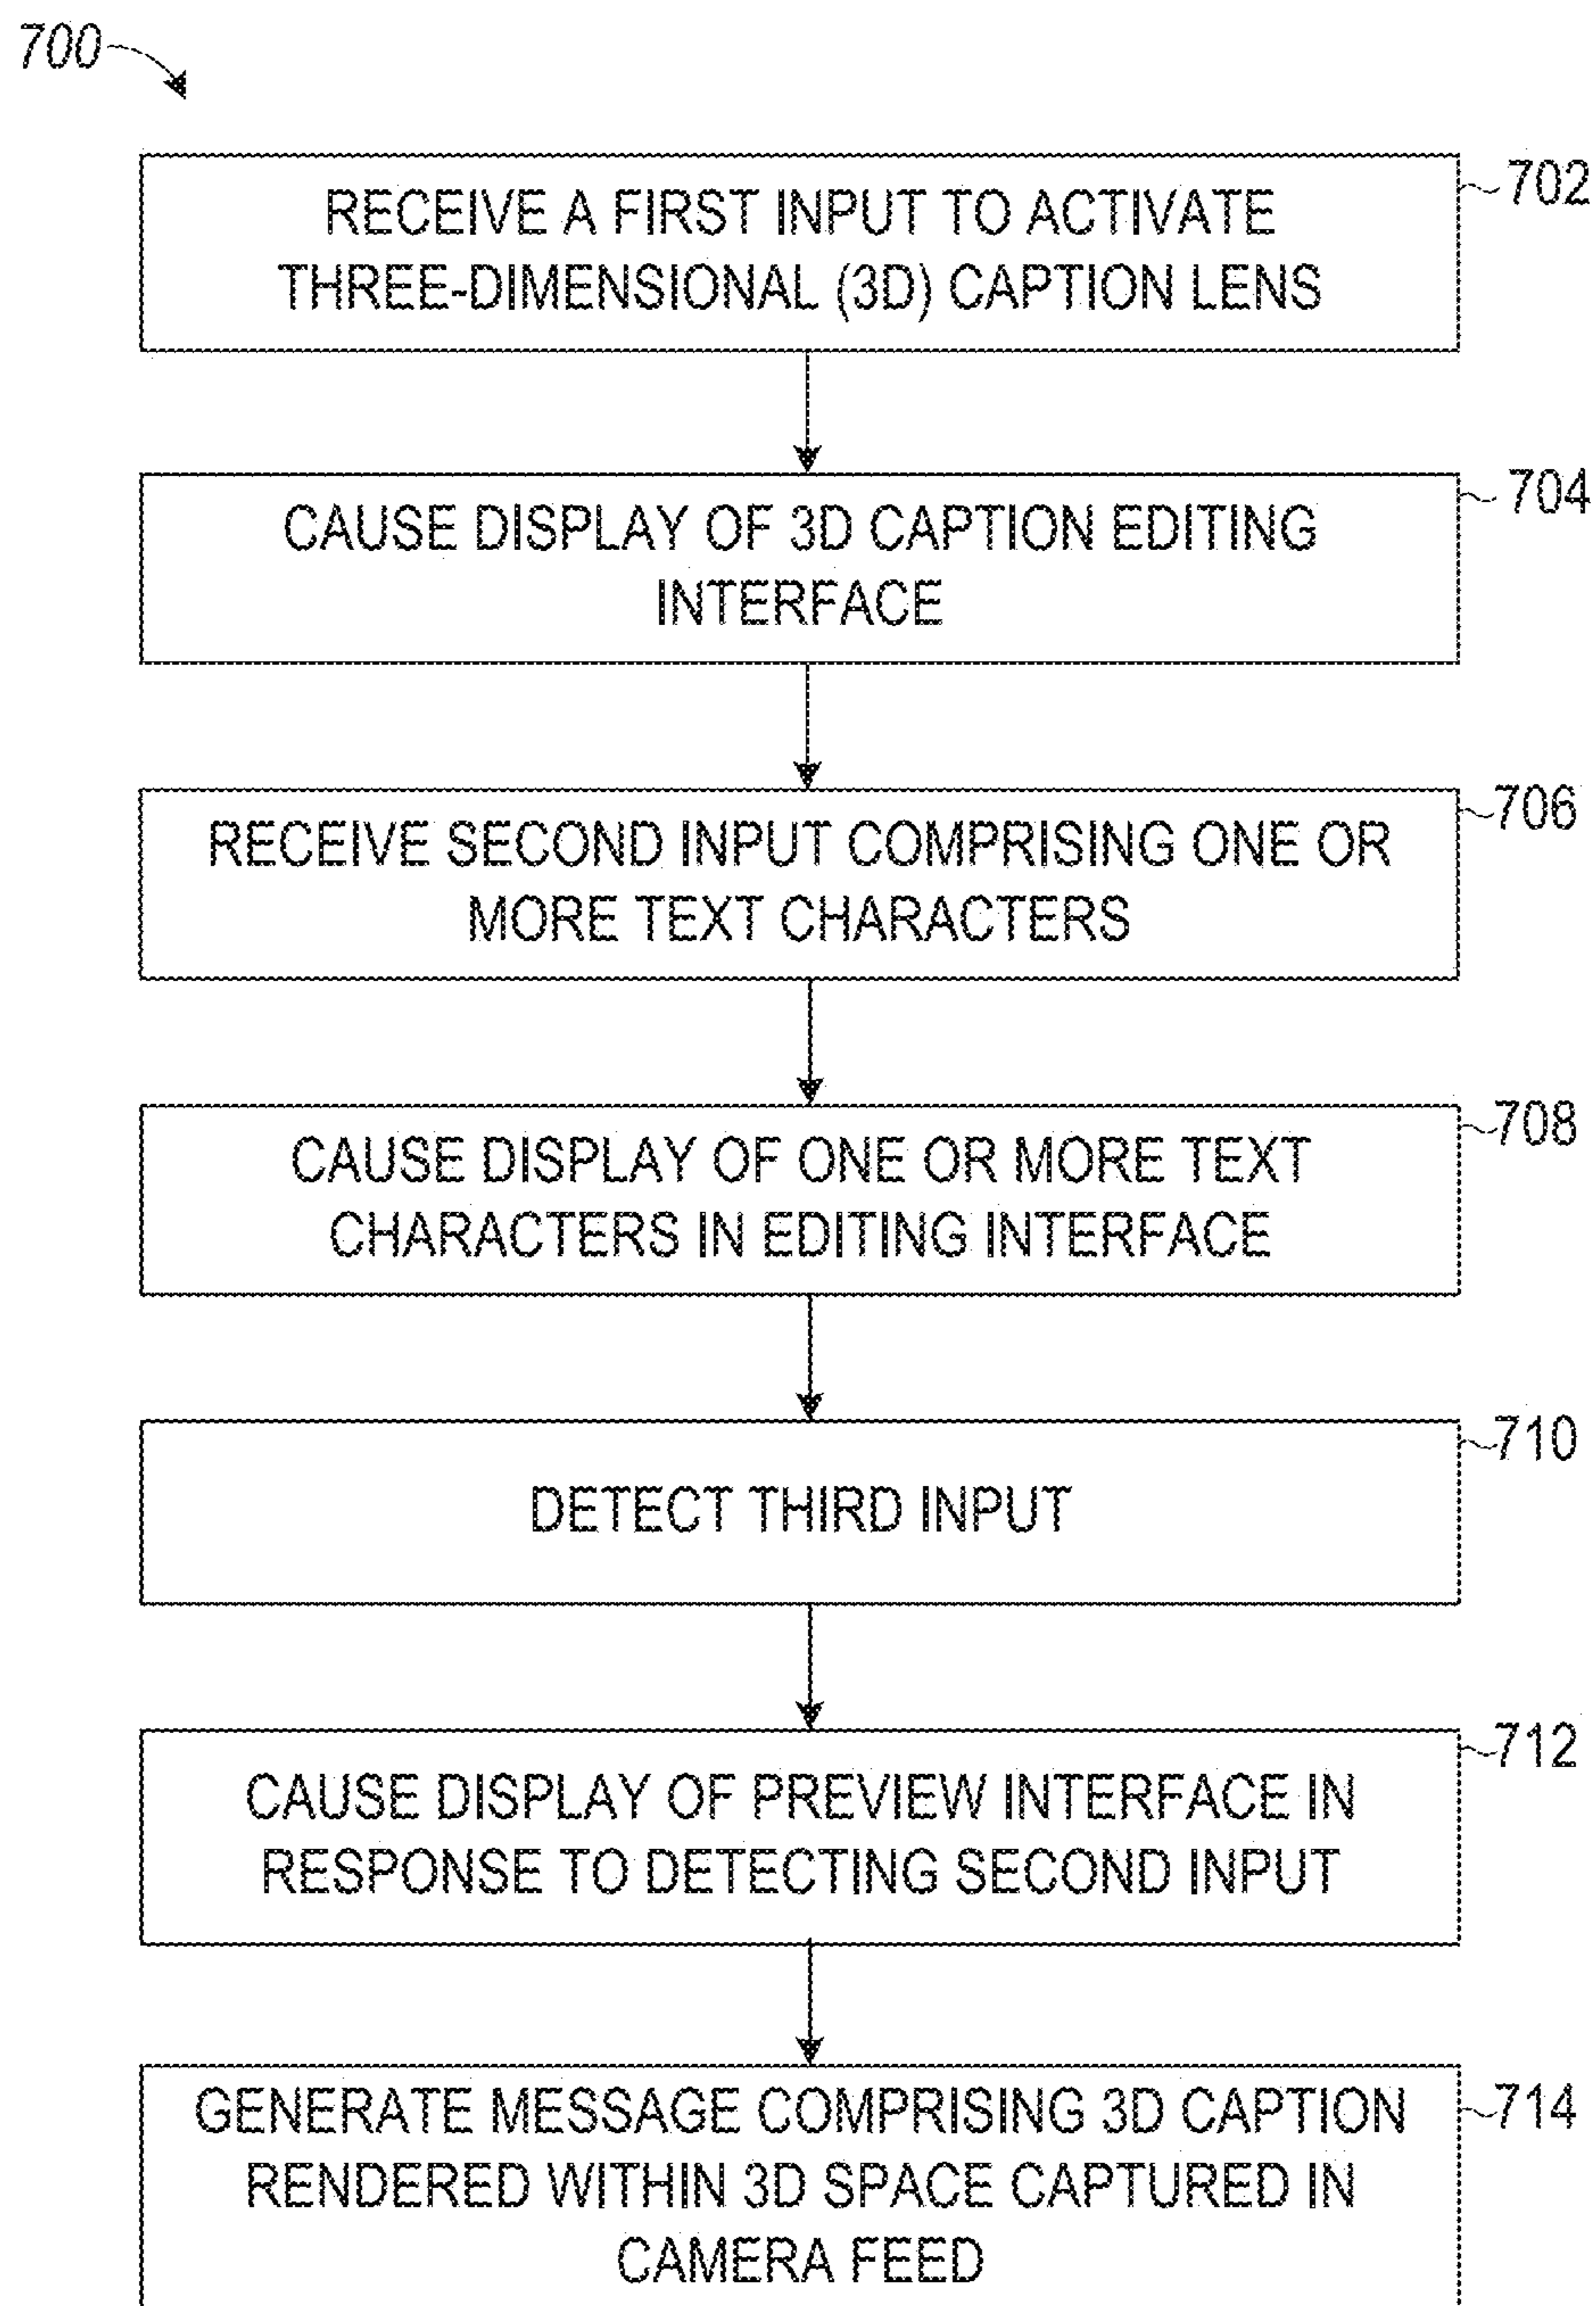 700
RECEIVE A FIRST INPUT TO ACTIVATE
THREE-DIMENSIONAL (3D) CAPTION LENS
702
CAUSE DISPLAY OF 3D CAPTION EDITING
INTERFACE
704
RECEIVE SECOND INPUT COMPRISING ONE OR
MORE TEXT CHARACTERS
706
CAUSE DISPLAY OF ONE OR MORE TEXT
CHARACTERS IN EDITING INTERFACE
708
DETECT THIRD INPUT
710
CAUSE DISPLAY OF PREVIEW INTERFACE IN
RESPONSE TO DETECTING SECOND INPUT
712
GENERATE MESSAGE COMPRISING 3D CAPTION
RENDERED WITHIN 3D SPACE CAPTURED IN
CAMERA FEED
714